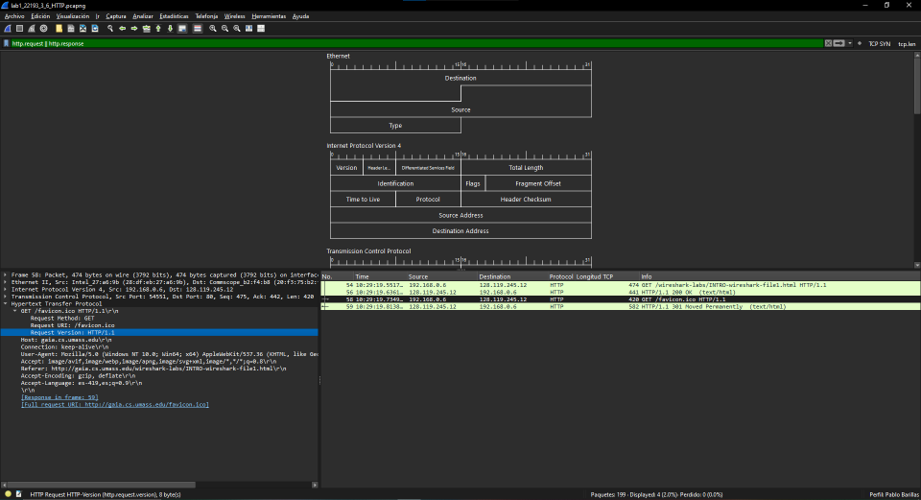 lab1_22193_3_6_HTTP.pcapng
Archivo Edición Visualización Ir Captura Analizar Estadísticas Telefonía Wireless Herramientas Ayuda
http.request || http.response
TCP SYN tcp.len
Ethernet
0 15 16 31
Destination
Source
Type
Internet Protocol Version 4
0 15 16 31
Version Header Le... Differentiated Services Field Total Length
Identification Flags Fragment Offset
Time to Live Protocol Header Checksum
Source Address
Destination Address
Transmission Control Protocol
0 15 16 31
Frame 58: Packet, 474 bytes on wire (3792 bits), 474 bytes captured (3792 bits) on interfac
Ethernet II, Src: Intel_27:a6:9b (28:df:eb:27:a6:9b), Dst: Commscope_b2:f4:b8 (20:f3:75:b2:
Internet Protocol Version 4, Src: 192.168.0.6, Dst: 128.119.245.12
Transmission Control Protocol, Src Port: 54551, Dst Port: 80, Seq: 475, Ack: 442, Len: 420
Hypertext Transfer Protocol
GET /favicon.ico HTTP/1.1\r\n
Request Method: GET
Request URI: /favicon.ico
Request Version: HTTP/1.1
Host: gaia.cs.umass.edu\r\n
Connection: keep-alive\r\n
User-Agent: Mozilla/5.0 (Windows NT 10.0; Win64; x64) AppleWebKit/537.36 (KHTML, like Ge
Accept: image/avif,image/webp,image/apng,image/svg+xml,image/*,*/*;q=0.8\r\n
Referer: http://gaia.cs.umass.edu/wireshark-labs/INTRO-wireshark-file1.html\r\n
Accept-Encoding: gzip, deflate\r\n
Accept-Language: es-419,es;q=0.9\r\n
\r\n
[Response in frame: 59]
[Full request URI: http://gaia.cs.umass.edu/favicon.ico]
No. Time Source Destination Protocol Longitud TCP Info
54 10:29:19.5517... 192.168.0.6 128.119.245.12 HTTP 474 GET /wireshark-labs/INTRO-wireshark-file1.html HTTP/1.1
56 10:29:19.6361... 128.119.245.12 192.168.0.6 HTTP 441 HTTP/1.1 200 OK (text/html)
58 10:29:19.7349... 192.168.0.6 128.119.245.12 HTTP 420 GET /favicon.ico HTTP/1.1
59 10:29:19.8138... 128.119.245.12 192.168.0.6 HTTP 582 HTTP/1.1 301 Moved Permanently (text/html)
HTTP Request HTTP-Version (http.request.version), 8 byte(s)
Paquetes: 199 · Displayed: 4 (2.0%) · Perdido: 0 (0.0%)
Perfil: Pablo Barillas